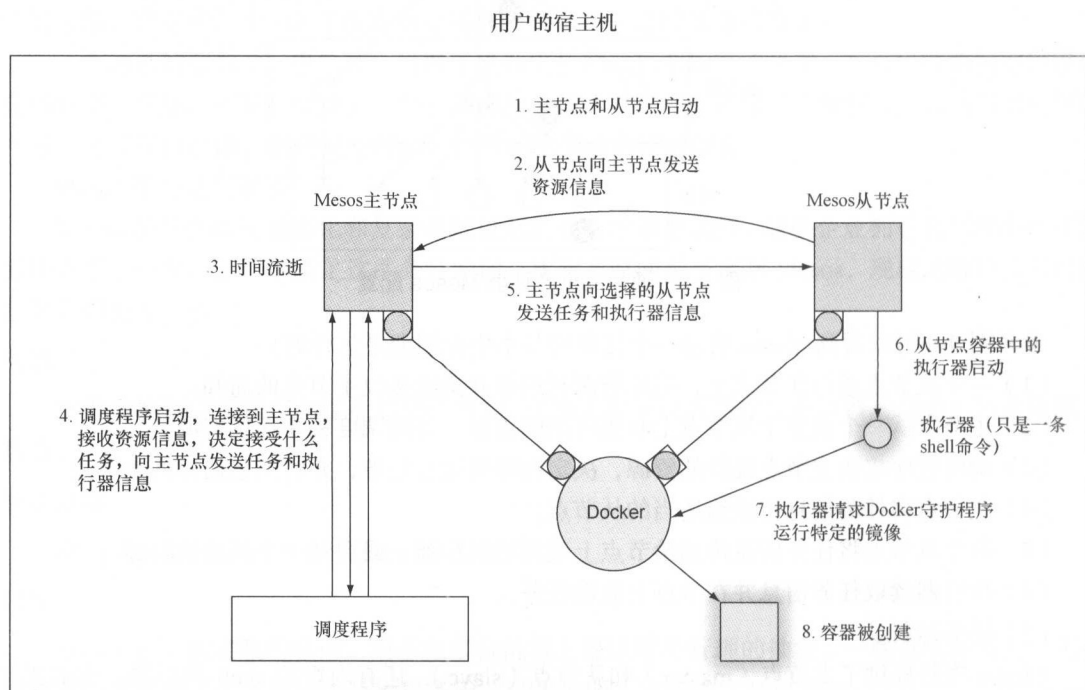 用户的宿主机
1. 主节点和从节点启动
2. 从节点向主节点发送
资源信息
Mesos主节点
Mesos从节点
3. 时间流逝
5. 主节点向选择的从节点
发送任务和执行器信息
6. 从节点容器中的
执行器启动
4. 调度程序启动，连接到主节点，
接收资源信息，决定接受什么
任务，向主节点发送任务和执
行器信息
执行器（只是一条
shell命令）
Docker
7. 执行器请求Docker守护程序
运行特定的镜像
调度程序
8. 容器被创建